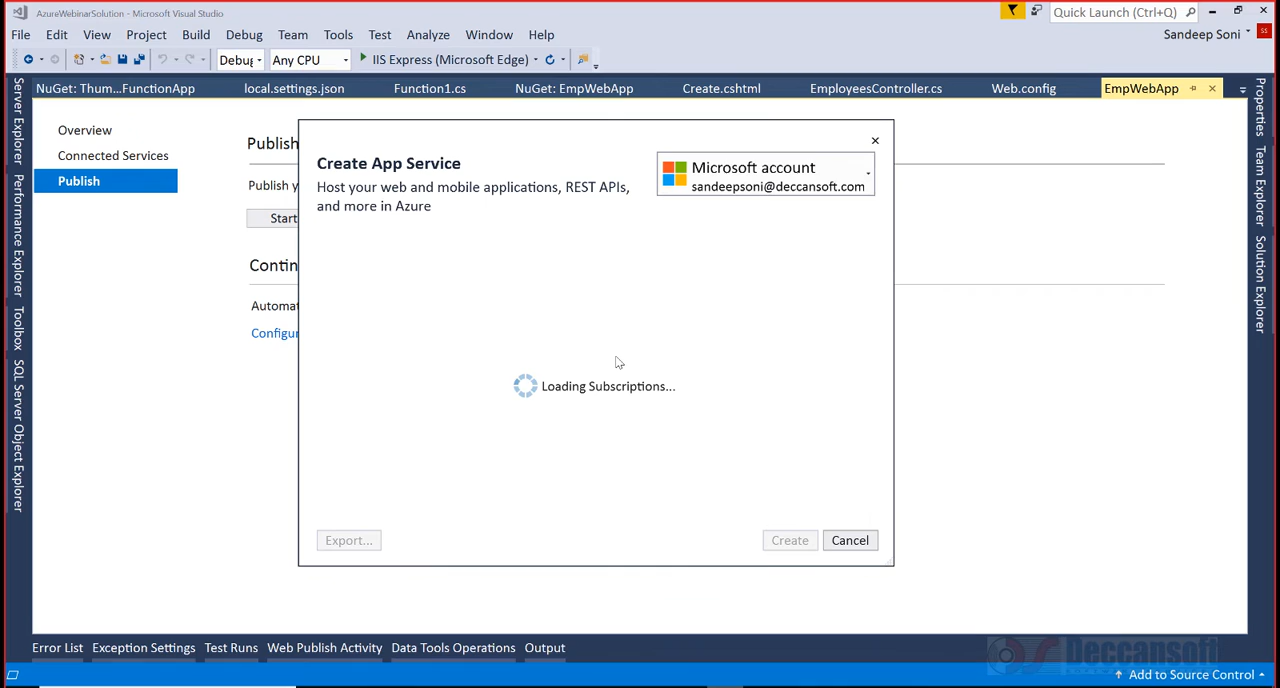 AzureWebinarSolution - Microsoft Visual Studio
Quick Launch (Ctrl+Q)
File Edit View Project Build Debug Team Tools Test Analyze Window Help
Sandeep Soni
SS
Debug Any CPU IIS Express (Microsoft Edge)
NuGet: Thum...FunctionApp local.settings.json Function1.cs NuGet: EmpWebApp Create.cshtml EmployeesController.cs Web.config EmpWebApp
Server Explorer
Performance Explorer
Toolbox
SQL Server Object Explorer
Overview
Connected Services
Publish
Publish
Publish y
Start
Contin
Automat
Configur
Create App Service
Host your web and mobile applications, REST APIs,
and more in Azure
Microsoft account
sandeepsoni@deccansoft.com
Loading Subscriptions...
Export... Create Cancel
Properties
Team Explorer
Solution Explorer
Error List Exception Settings Test Runs Web Publish Activity Data Tools Operations Output
Deccansoft
Add to Source Control